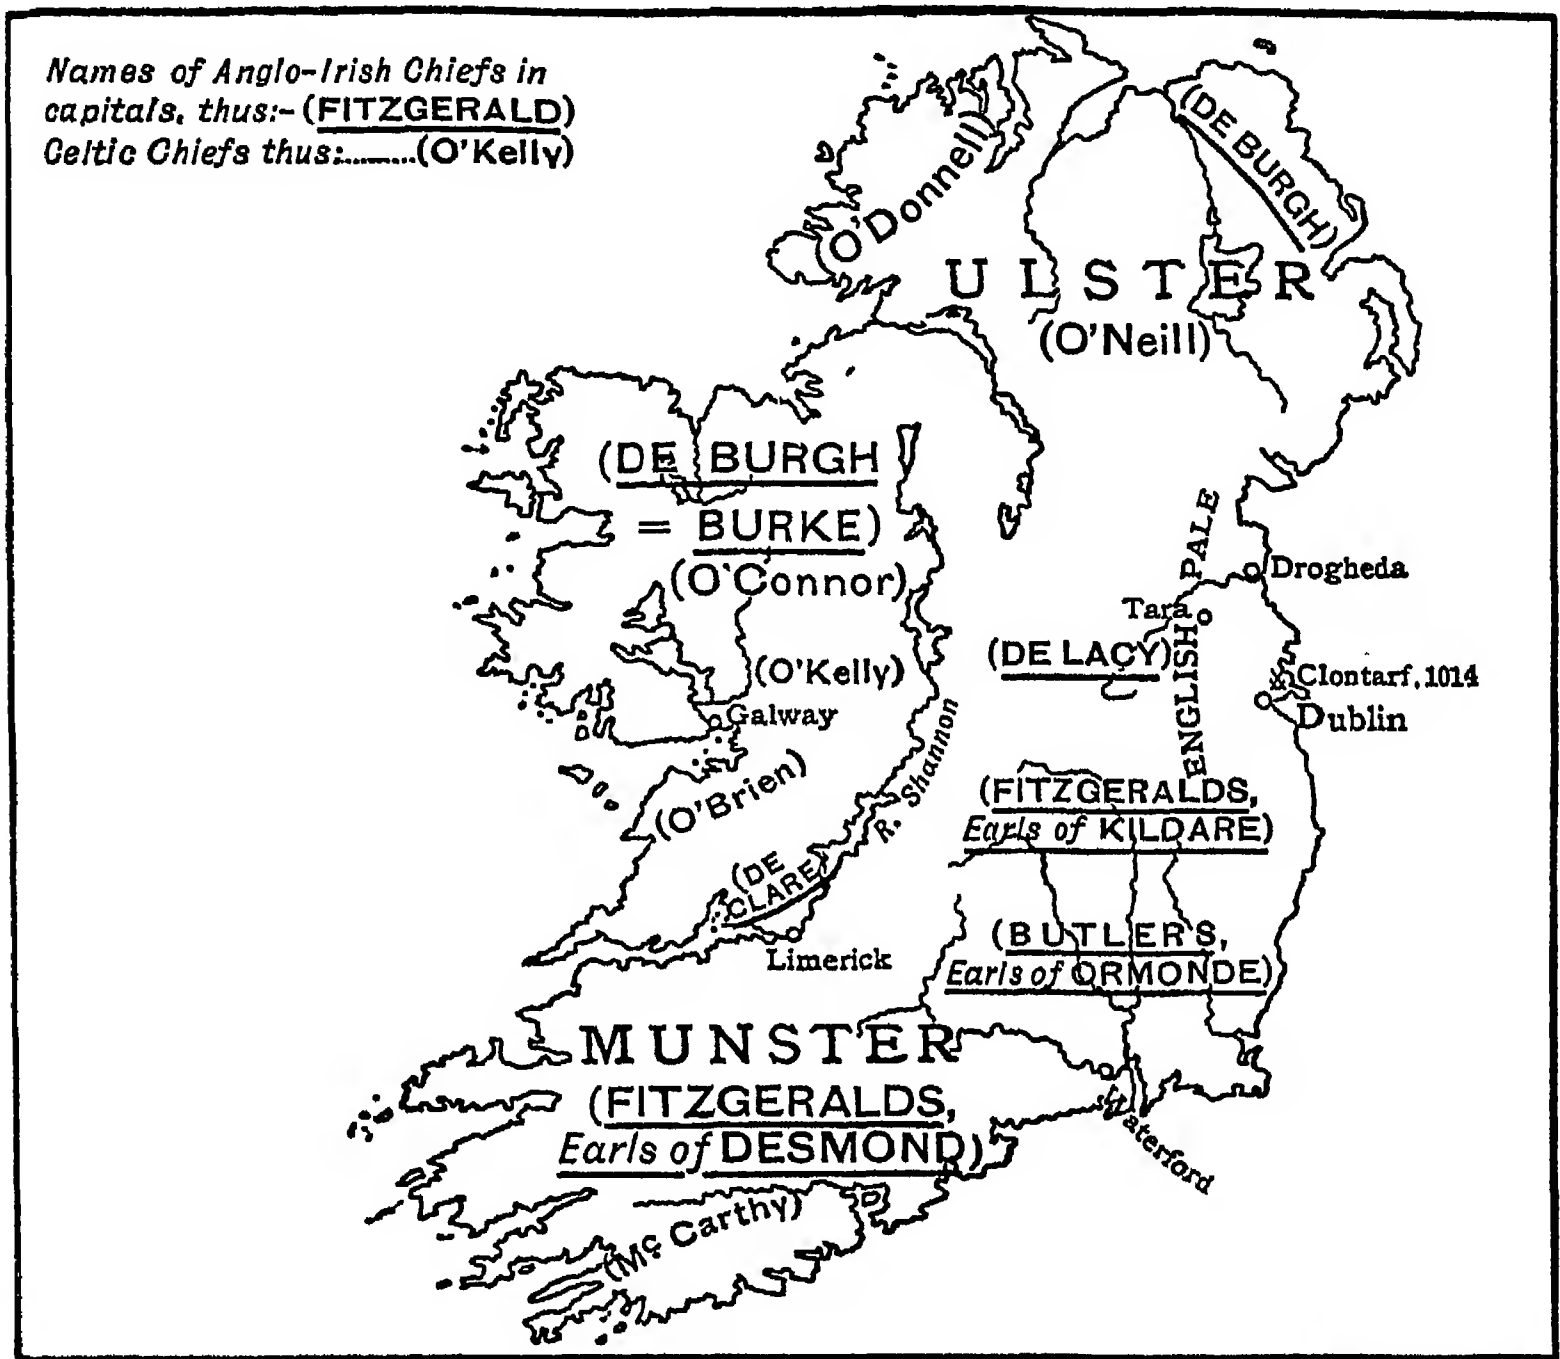 Names of Anglo-Irish Chiefs in
capitals, thus:- (FITZGERALD)
Celtic Chiefs thus:........(O'Kelly)
(O'Donnell)
(DE BURGH)
ULSTER
(O'Neill)
(DE BURGH
= BURKE)
(O'Connor)
(O'Kelly)
Galway
(O'Brien)
(DE
CLARE)
R. Shannon
Limerick
ENGLISH PALE
Drogheda
Tara
(DE LACY)
Clontarf, 1014
Dublin
(FITZGERALDS,
Earls of KILDARE)
(BUTLERS,
Earls of ORMONDE)
MUNSTER
(FITZGERALDS,
Earls of DESMOND)
Waterford
(Mc Carthy)